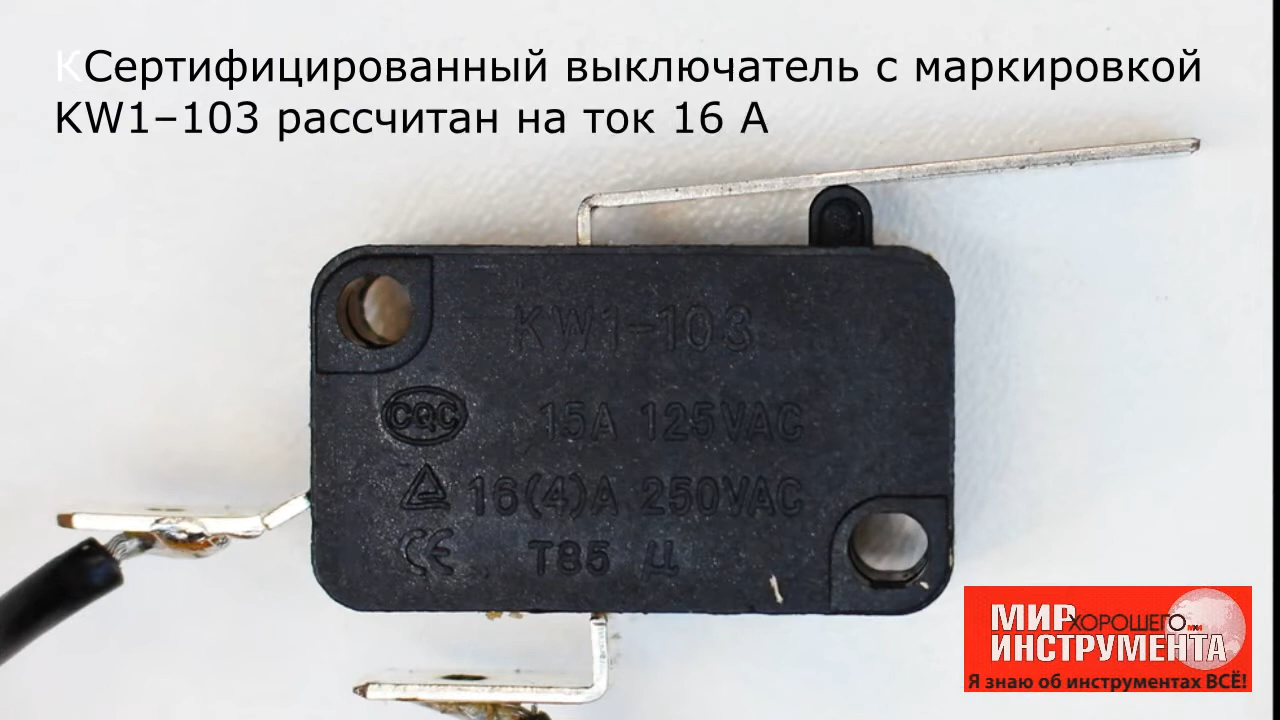 КСертифицированный выключатель с маркировкой
KW1–103 рассчитан на ток 16 А
KW1-103
CQC 15A 125VAC
16(4)A 250VAC
CE T85 µ
МИР ХОРОШЕГО
ИНСТРУМЕНТА
Я знаю об инструментах ВСЁ!